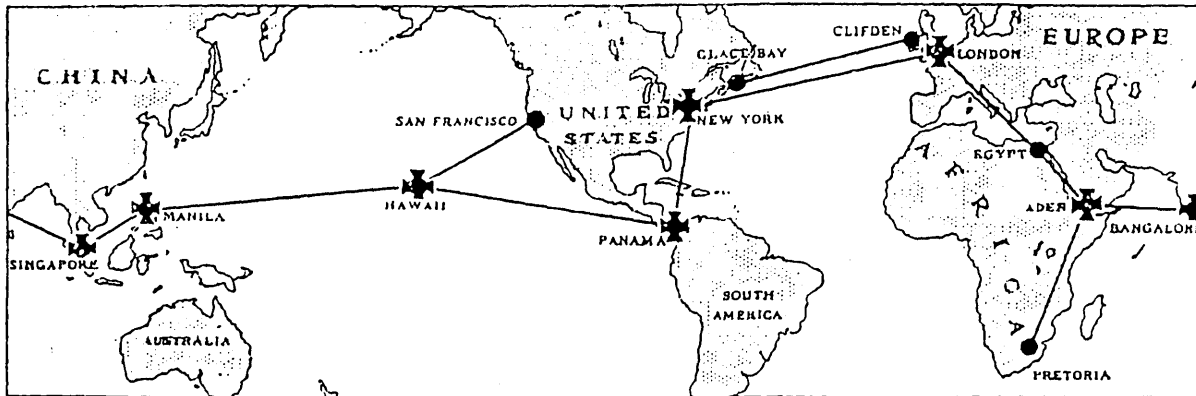 CLIFDEN
EUROPE
GLACE BAY
LONDON
CHINA
UNITED
STATES
SAN FRANCISCO
NEW YORK
EGYPT
AFRICA
HAWAII
MANILA
ADEN
BANGALORE
PANAMA
SINGAPORE
SOUTH
AMERICA
AUSTRALIA
PRETORIA